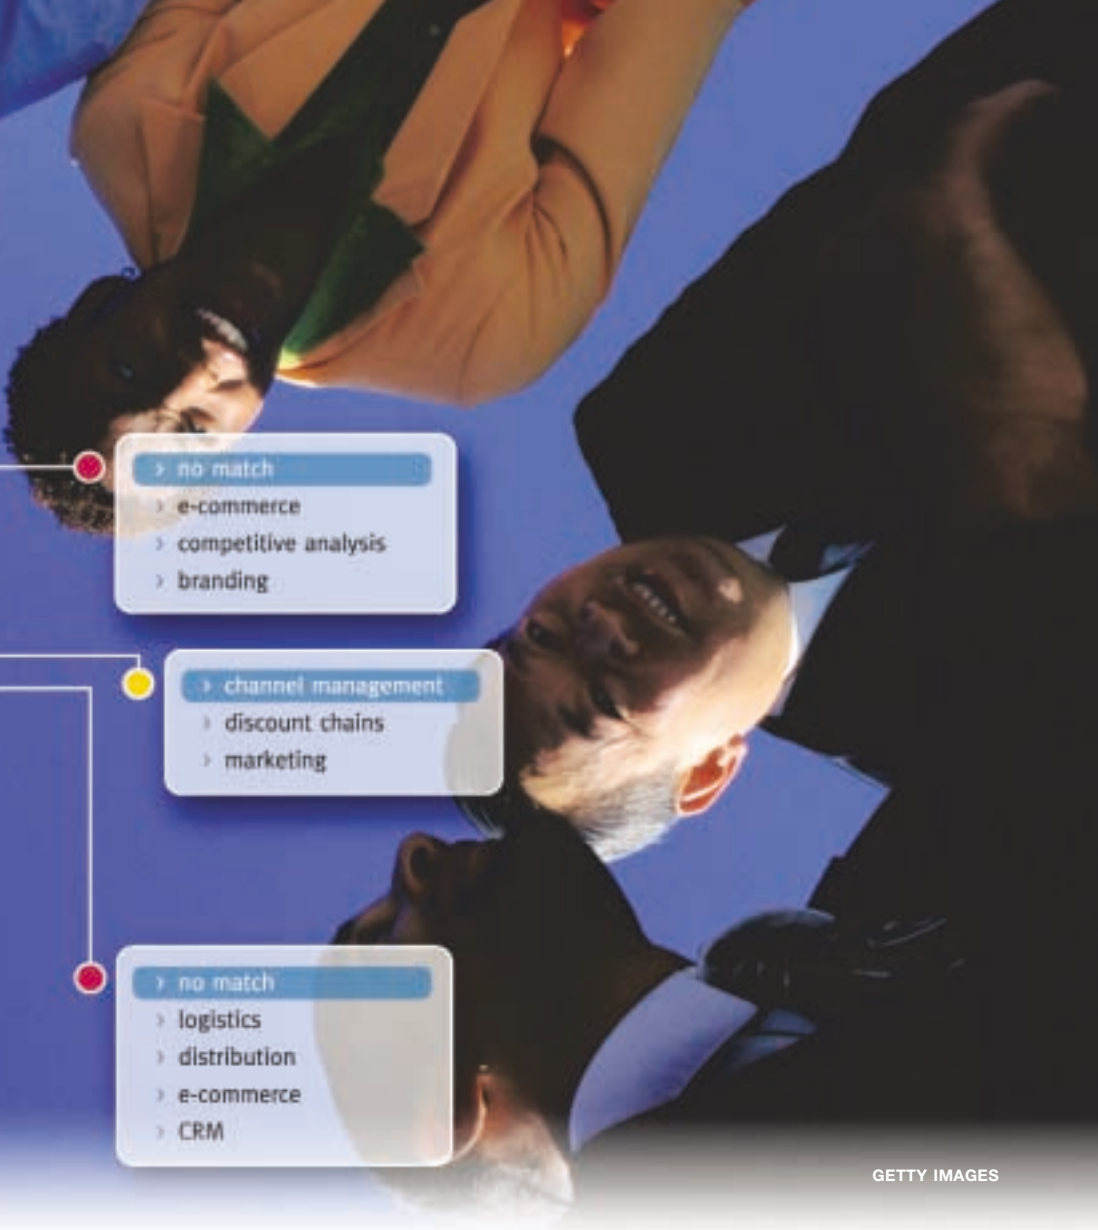 › no match
› e-commerce
› competitive analysis
› branding
› channel management
› discount chains
› marketing
› no match
› logistics
› distribution
› e-commerce
› CRM
GETTY IMAGES